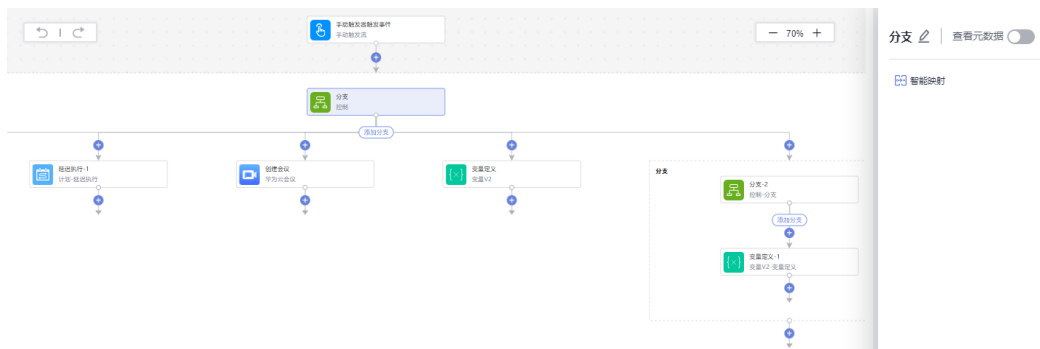 手动触发器触发事件
手动触发流
70%
分支
查看元数据
智能映射
分支
控制
添加分支
延迟执行-1
计划-延迟执行
创建会议
华为云会议
变量定义
变量V2
分支
分支-2
控制-分支
添加分支
变量定义-1
变量V2-变量定义